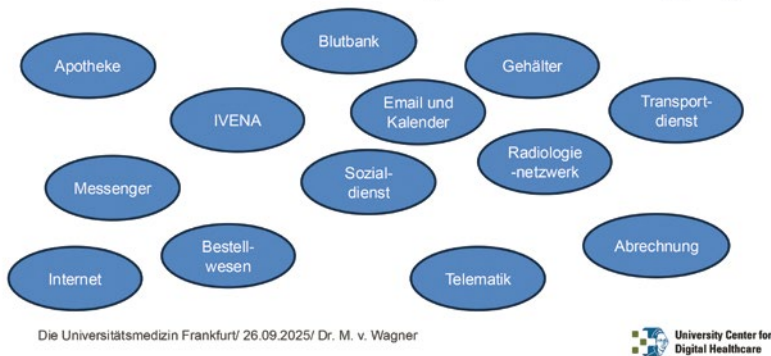 Blutbank
Apotheke
Gehälter
Email und
Kalender
Transport-
dienst
IVENA
Radiologie
-netzwerk
Sozial-
dienst
Messenger
Bestell-
wesen
Abrechnung
Internet
Telematik
Die Universitätsmedizin Frankfurt/ 26.09.2025/ Dr. M. v. Wagner
University Center for
Digital Healthcare